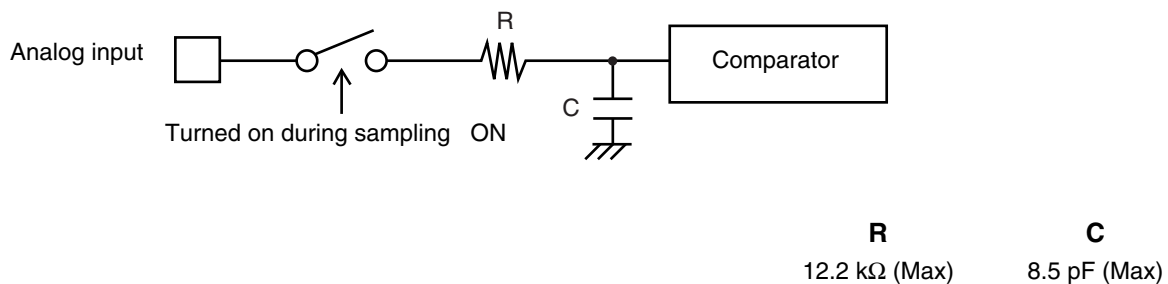 R
Analog input
Comparator
C
Turned on during sampling ON
R C
12.2 kΩ (Max) 8.5 pF (Max)